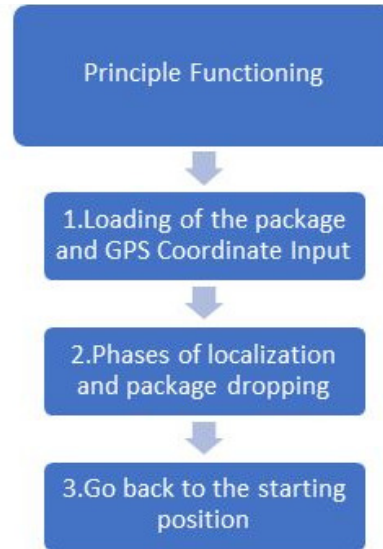 Principle Functioning
1.Loading of the package
and GPS Coordinate Input
2.Phases of localization
and package dropping
3.Go back to the starting
position